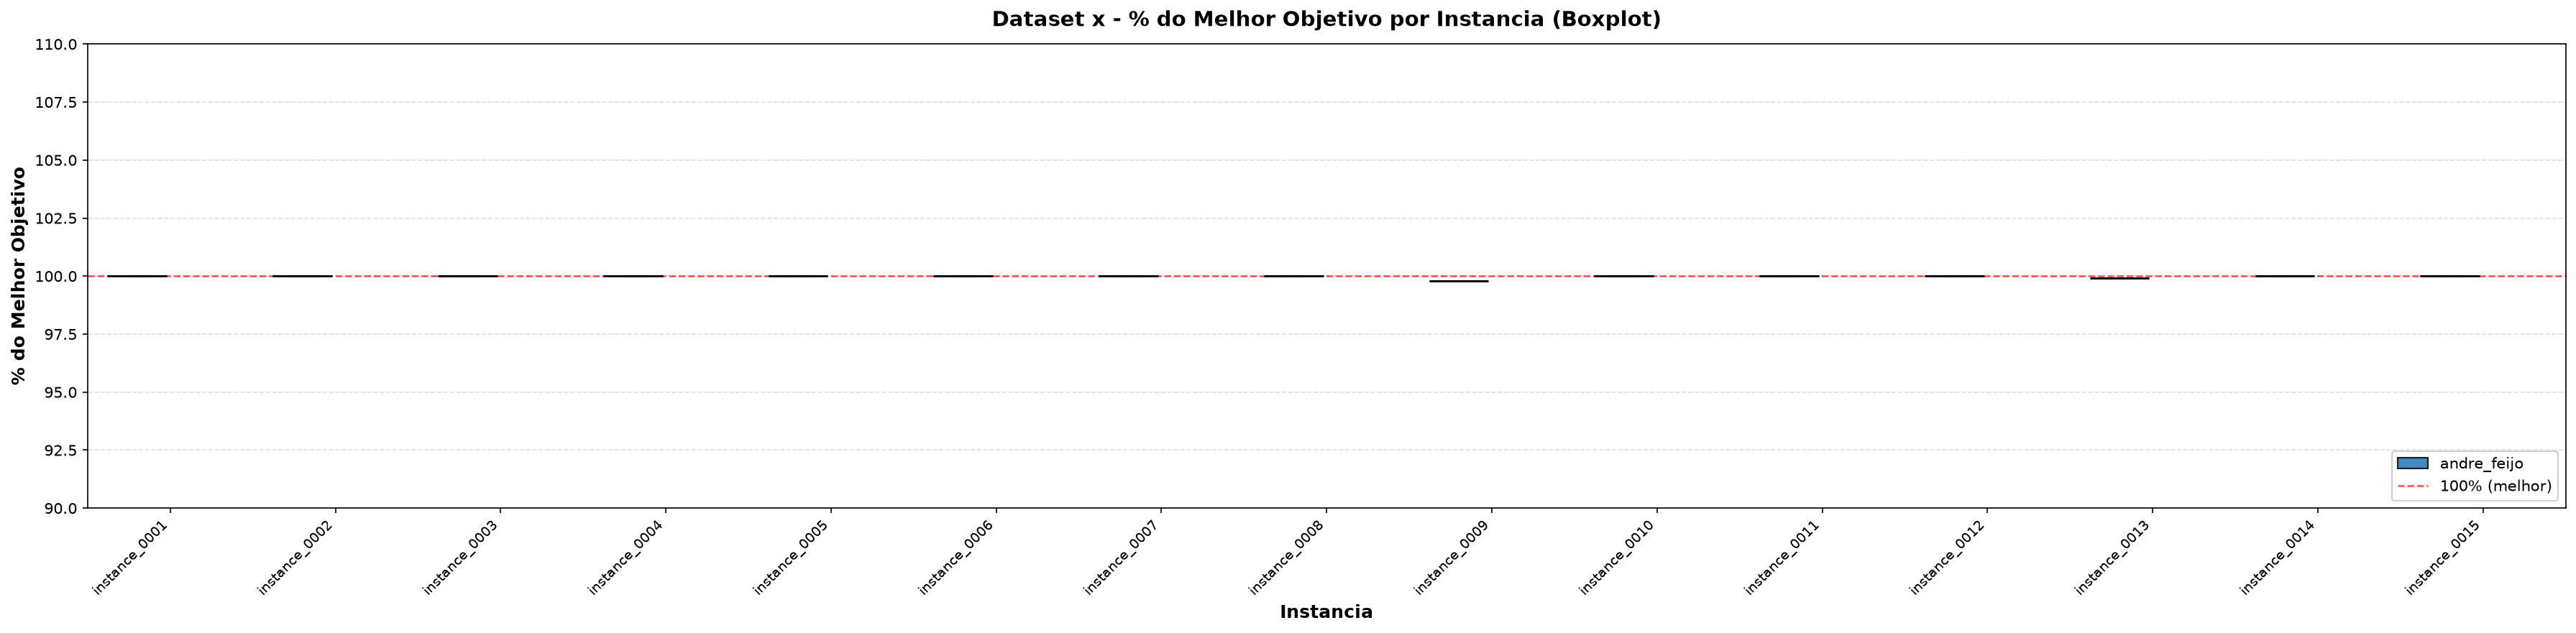 Dataset x - % do Melhor Objetivo por Instancia (Boxplot)
% do Melhor Objetivo
110.0
107.5
105.0
102.5
100.0
97.5
95.0
92.5
90.0
andre_feijo
100% (melhor)
instance_0001
instance_0002
instance_0003
instance_0004
instance_0005
instance_0006
instance_0007
instance_0008
instance_0009
instance_0010
instance_0011
instance_0012
instance_0013
instance_0014
instance_0015
Instancia